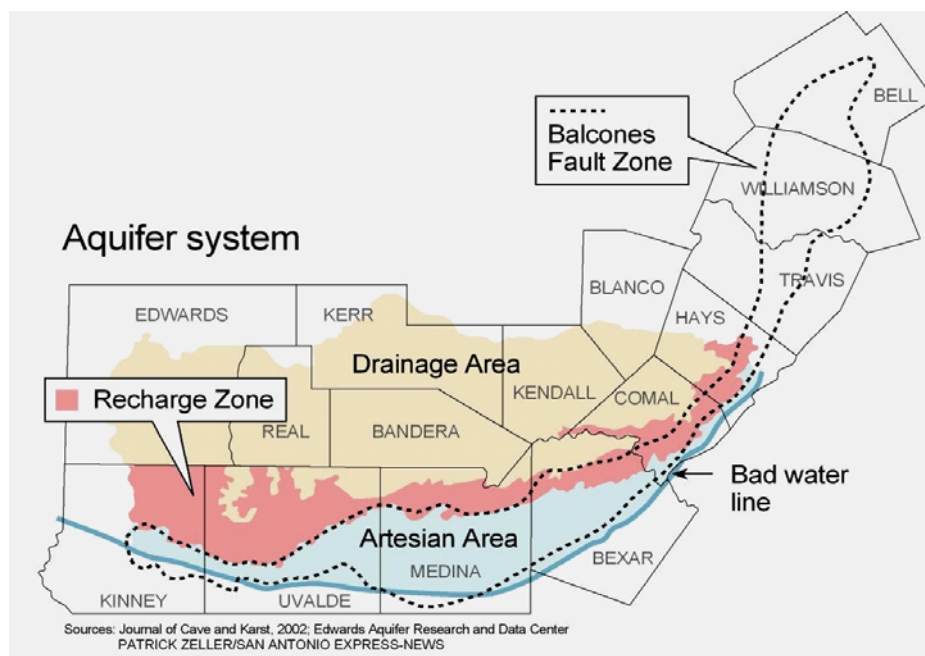 BELL
Balcones
Fault Zone
WILLIAMSON
Aquifer system
TRAVIS
BLANCO
EDWARDS
KERR
HAYS
Drainage Area
KENDALL
Recharge Zone
COMAL
REAL
BANDERA
Bad water
line
Artesian Area
BEXAR
MEDINA
KINNEY
UVALDE
Sources: Journal of Cave and Karst, 2002; Edwards Aquifer Research and Data Center
PATRICK ZELLER/SAN ANTONIO EXPRESS-NEWS